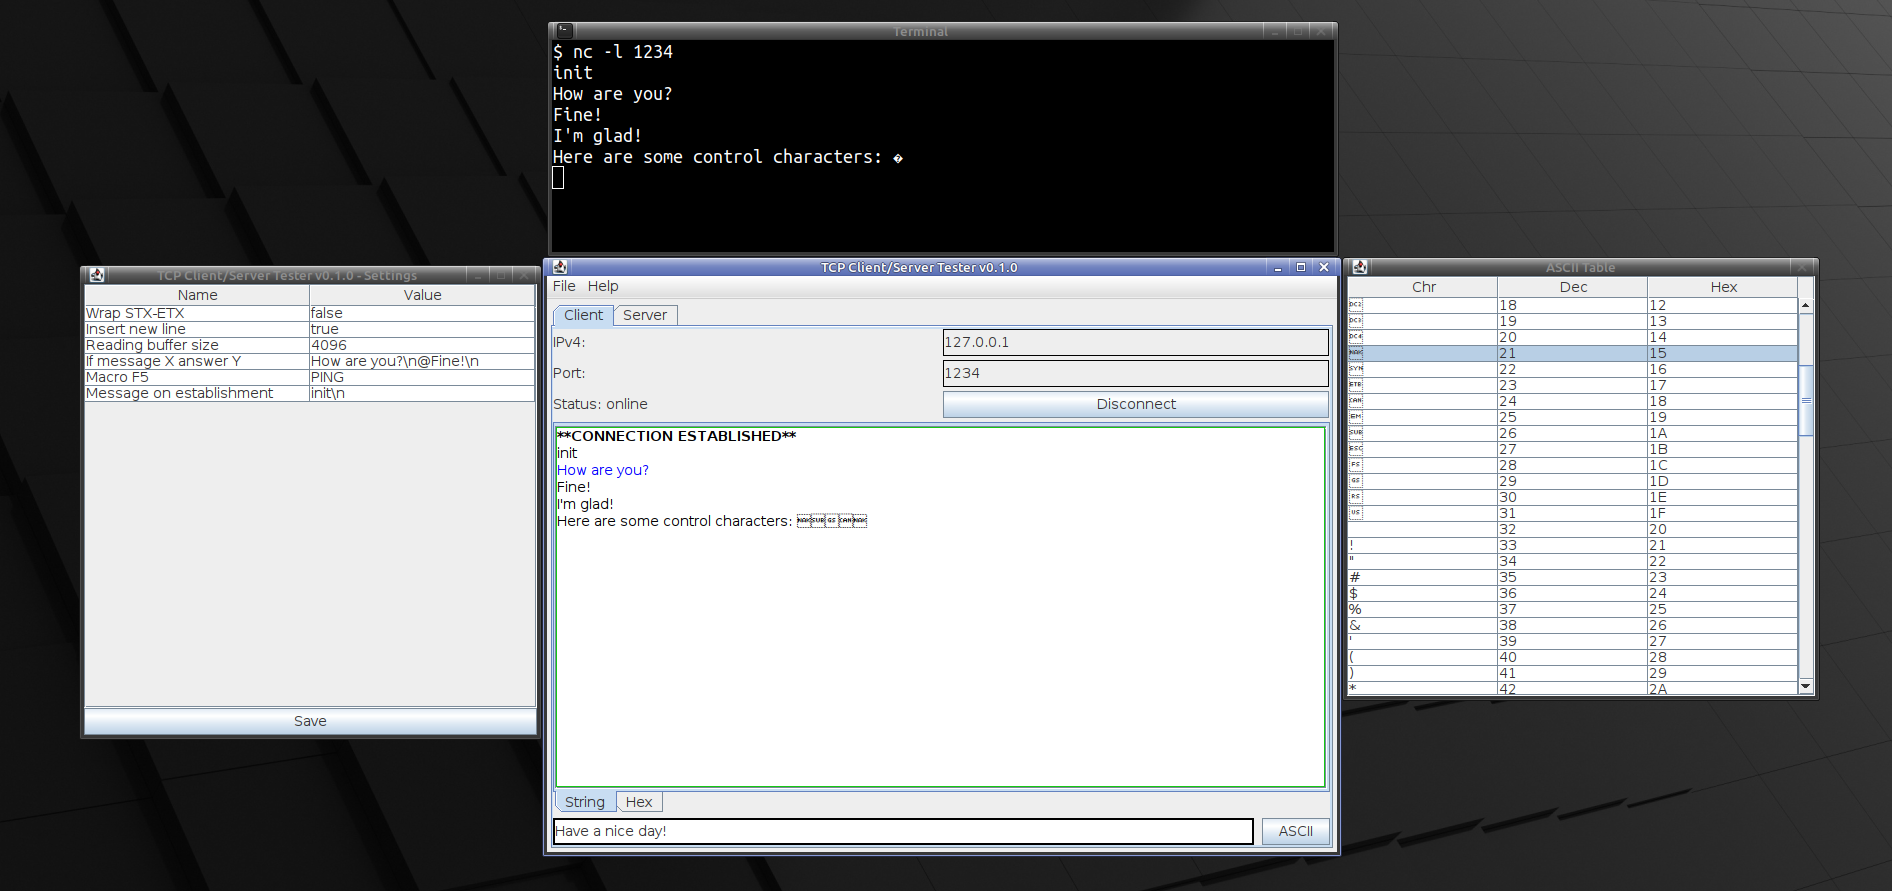 Terminal
$ nc -l 1234
init
How are you?
Fine!
I'm glad!
Here are some control characters: �
TCP Client/Server Tester v0.1.0 - Settings
Name Value
Wrap STX-ETX false
Insert new line true
Reading buffer size 4096
If message X answer Y How are you?\n@Fine!\n
Macro F5 PING
Message on establishment init\n
Save
TCP Client/Server Tester v0.1.0
File Help
Client Server
IPv4: 127.0.0.1
Port: 1234
Status: online Disconnect
**CONNECTION ESTABLISHED**
init
How are you?
Fine!
I'm glad!
Here are some control characters: NAK SUB GS CAN NAK
String Hex
Have a nice day! ASCII
ASCII Table
Chr Dec Hex
DC2 18 12
DC3 19 13
DC4 20 14
NAK 21 15
SYN 22 16
ETB 23 17
CAN 24 18
EM 25 19
SUB 26 1A
ESC 27 1B
FS 28 1C
GS 29 1D
RS 30 1E
US 31 1F
32 20
! 33 21
" 34 22
# 35 23
$ 36 24
% 37 25
& 38 26
' 39 27
( 40 28
) 41 29
* 42 2A